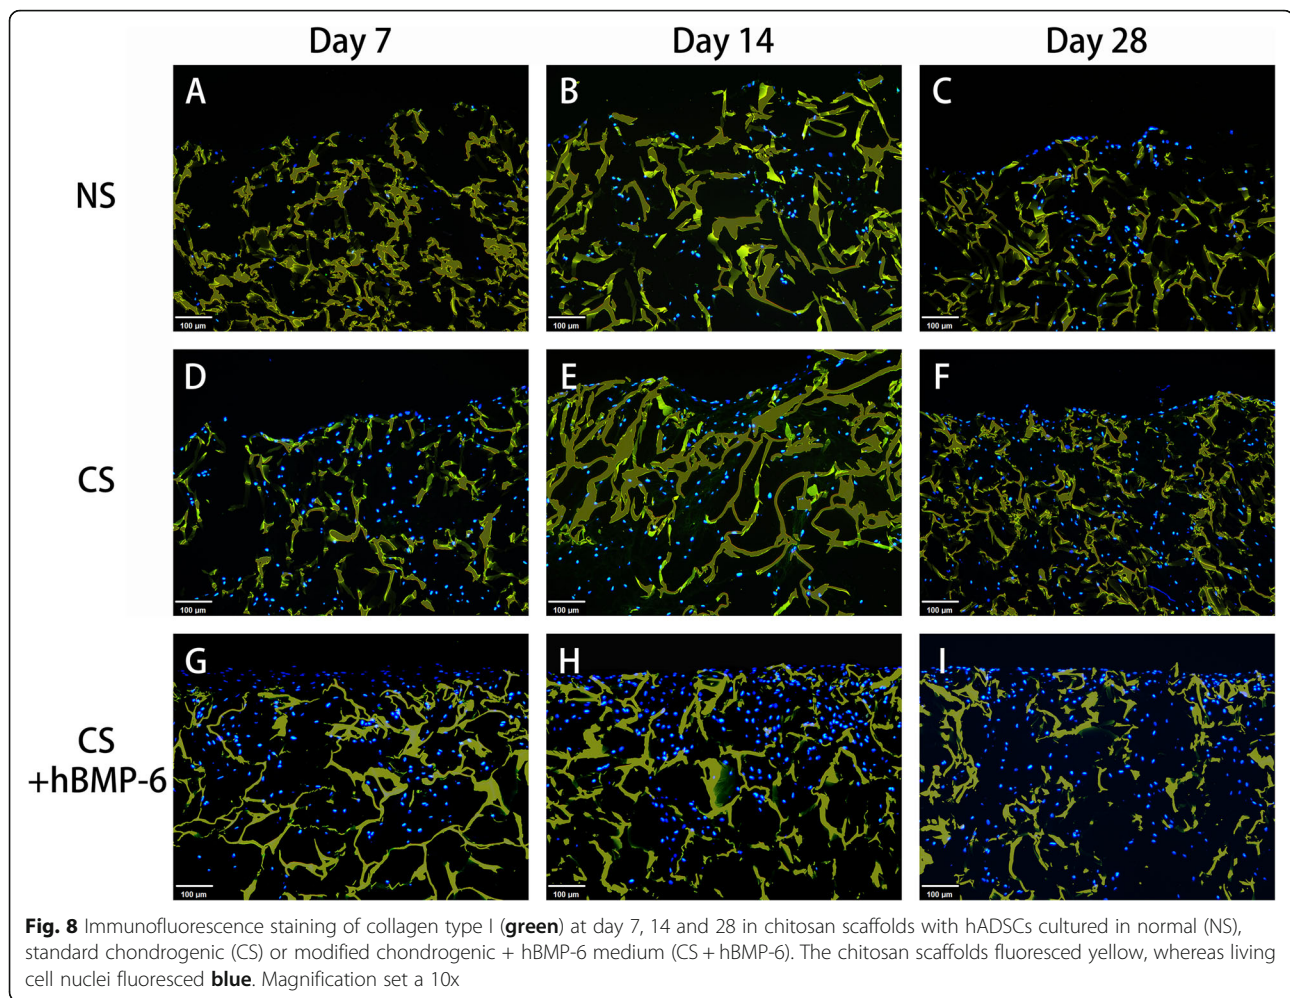 Day 7
Day 14
Day 28
NS
A
100 µm
B
100 µm
C
100 µm
CS
D
100 µm
E
100 µm
F
100 µm
CS
+hBMP-6
G
100 µm
H
100 µm
I
100 µm
Fig. 8 Immunofluorescence staining of collagen type I (green) at day 7, 14 and 28 in chitosan scaffolds with hADSCs cultured in normal (NS),
standard chondrogenic (CS) or modified chondrogenic + hBMP-6 medium (CS + hBMP-6). The chitosan scaffolds fluoresced yellow, whereas living
cell nuclei fluoresced blue. Magnification set a 10x